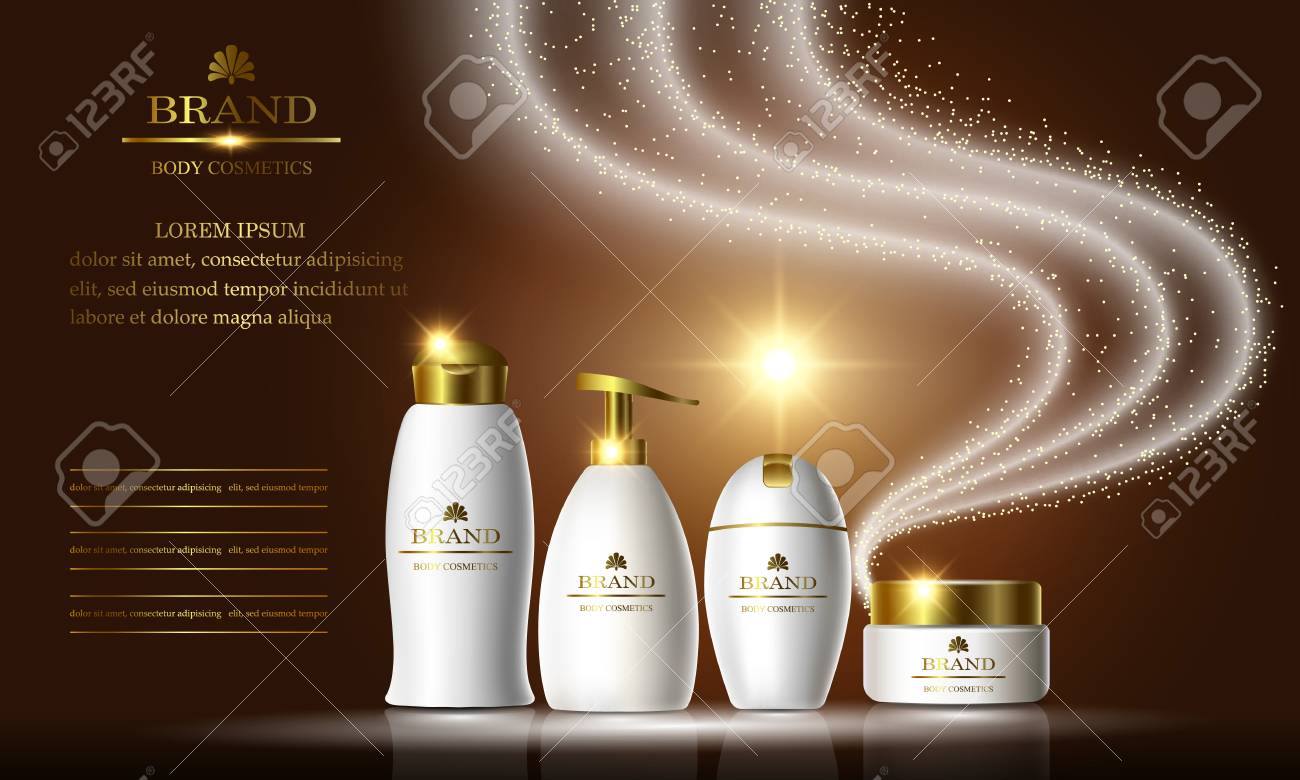 BRAND
BODY COSMETICS
LOREM IPSUM
dolor sit amet, consectetur adipisicing
elit, sed eiusmod tempor incididunt ut
labore et dolore magna aliqua
dolor sit amet, consectetur adipisicing elit, sed eiusmod tempor
dolor sit amet, consectetur adipisicing elit, sed eiusmod tempor
dolor sit amet, consectetur adipisicing elit, sed eiusmod tempor
BRAND
BODY COSMETICS
BRAND
BODY COSMETICS
BRAND
BODY COSMETICS
BRAND
BODY COSMETICS
123RF
123RF
123RF
123RF
123RF
123RF
123RF
123RF
123RF
123RF